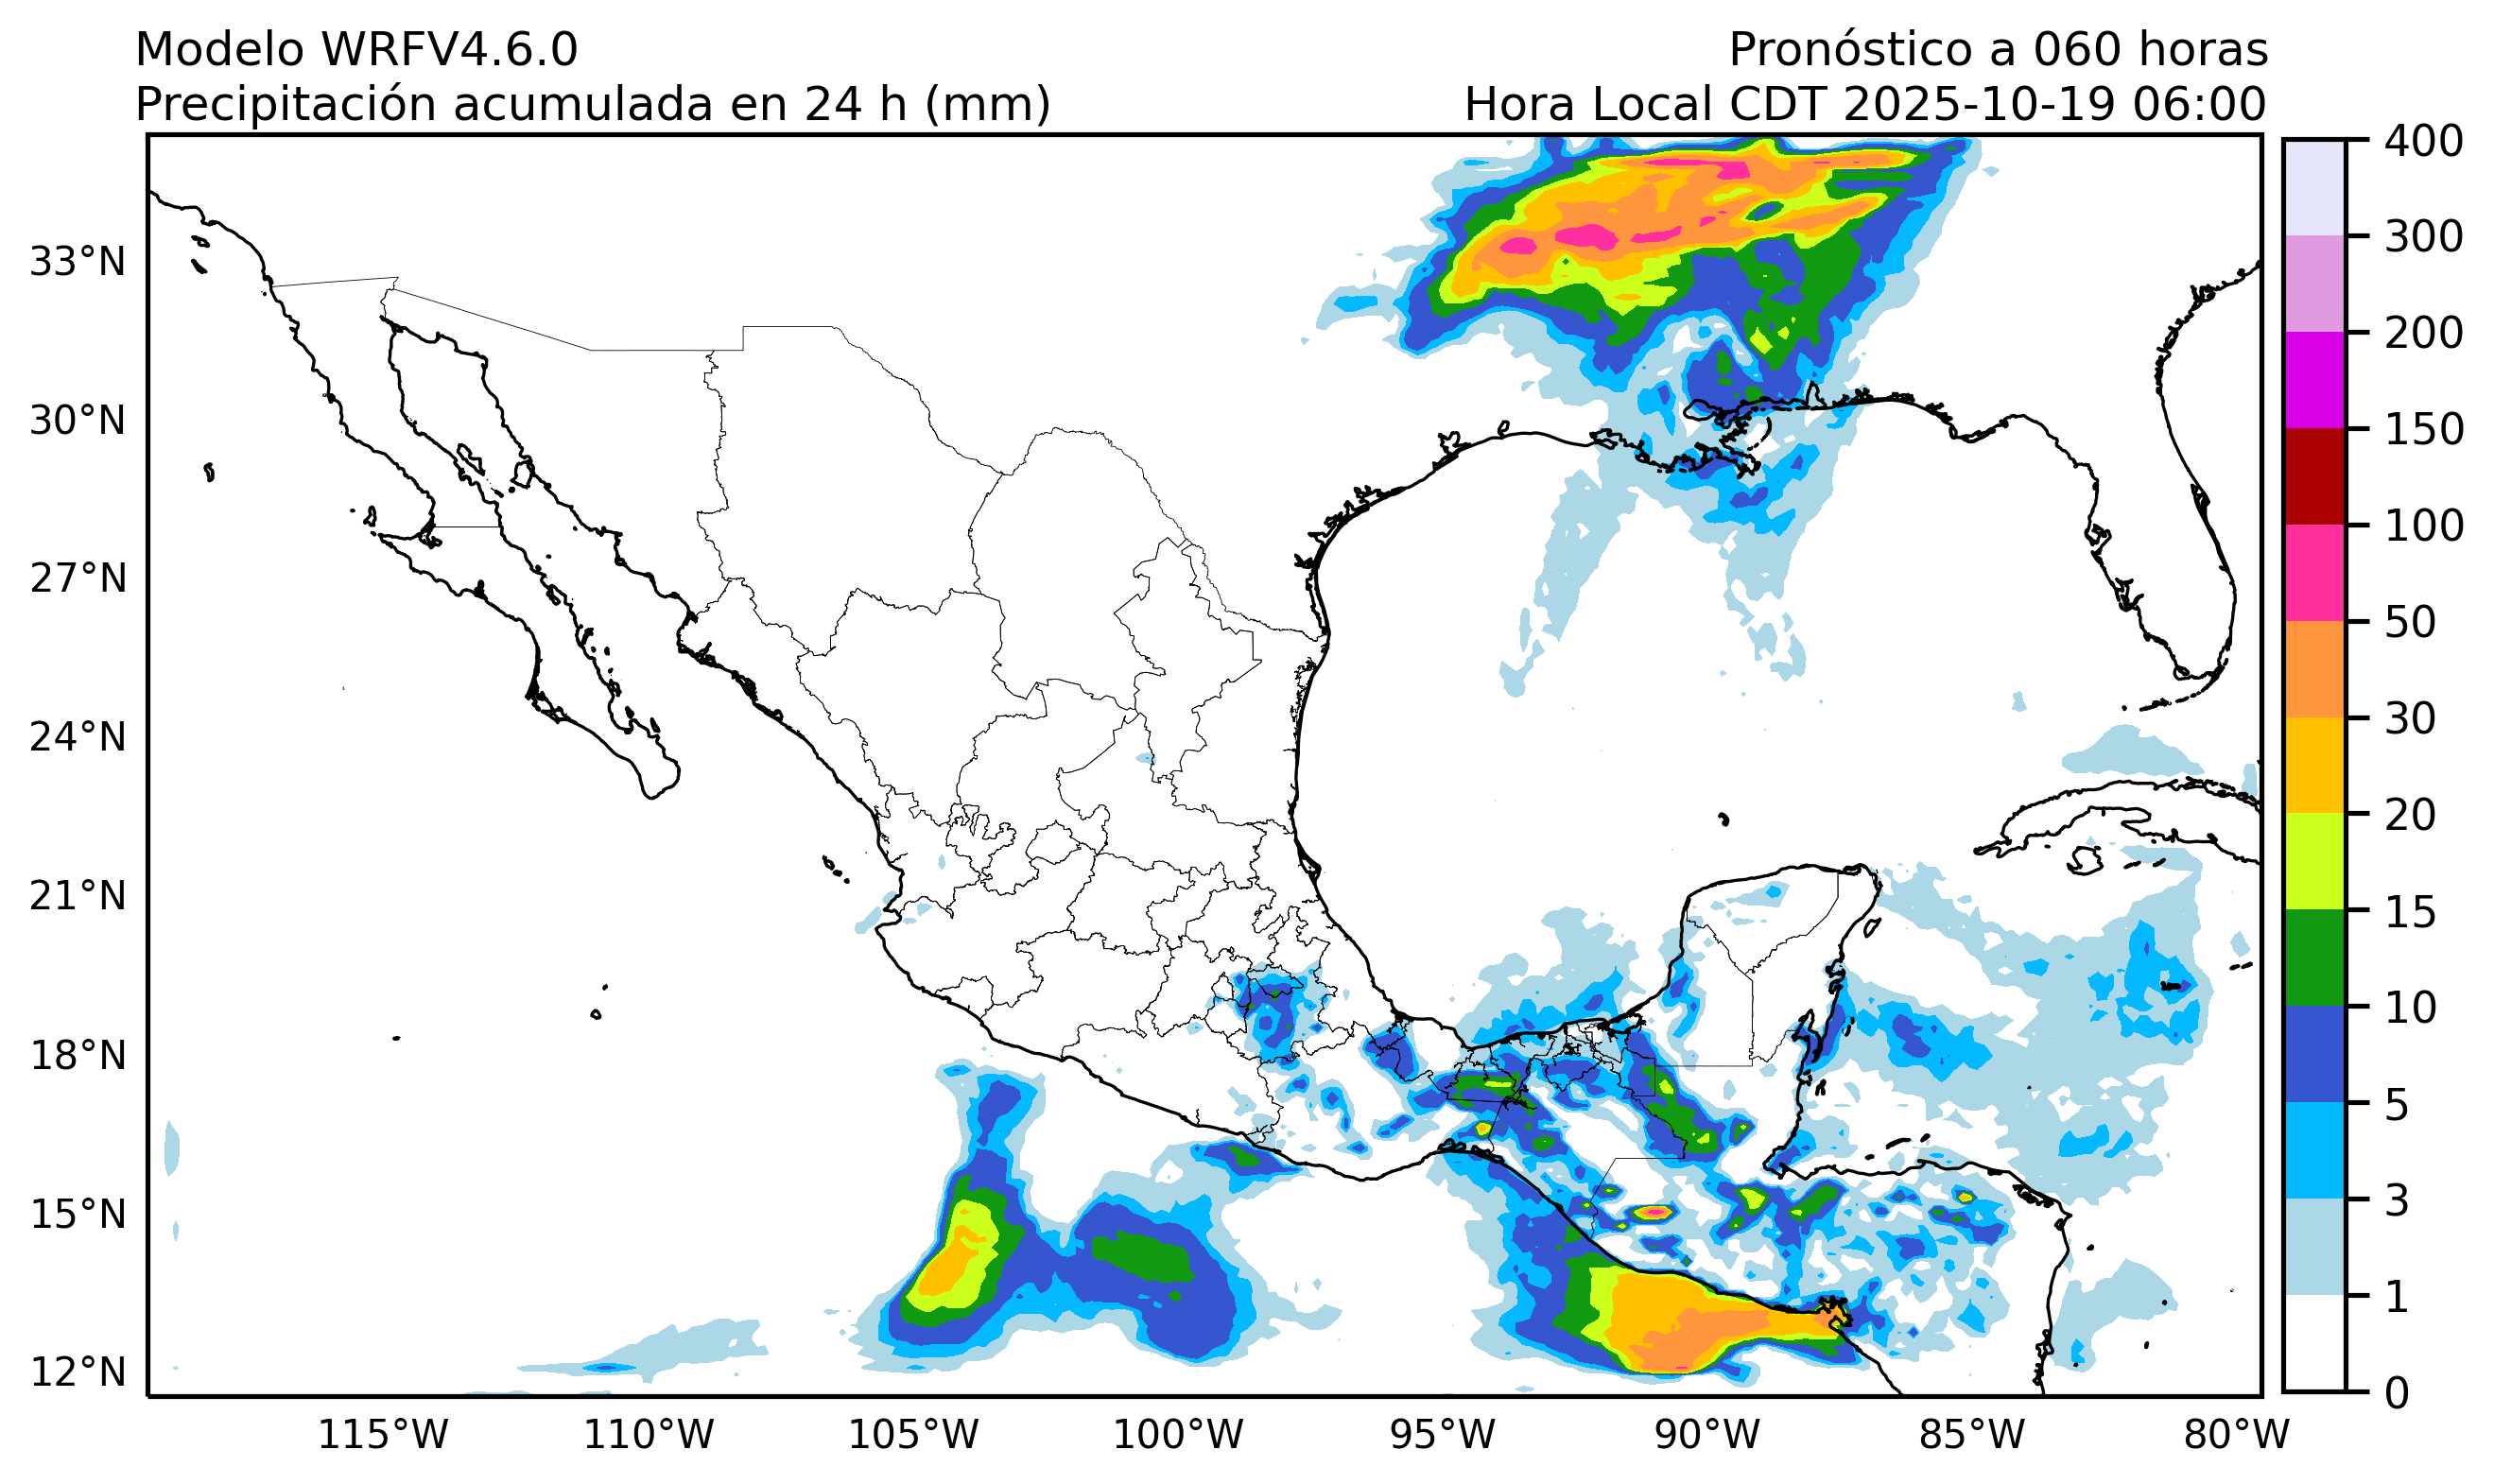 Modelo WRFV4.6.0
Pronóstico a 060 horas
Precipitación acumulada en 24 h (mm)
Hora Local CDT 2025-10-19 06:00
33°N
30°N
27°N
24°N
21°N
18°N
15°N
12°N
115°W
110°W
105°W
100°W
95°W
90°W
85°W
80°W
400
300
200
150
100
50
30
20
15
10
5
3
1
0